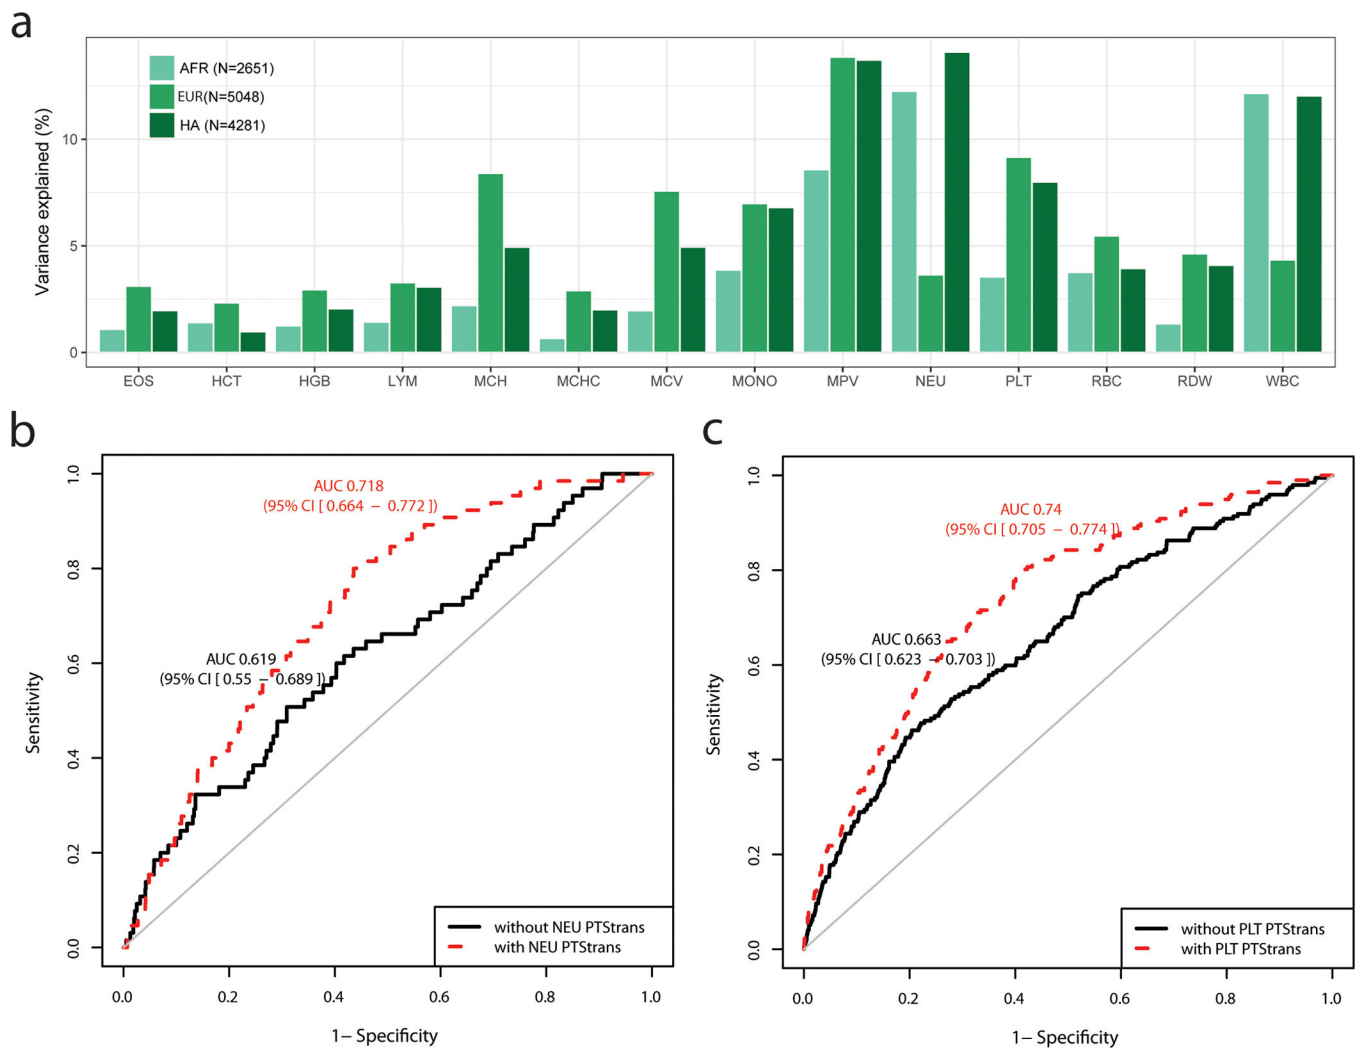 a
Variance explained (%)
10
5
0
AFR (N=2651)
EUR(N=5048)
HA (N=4281)
EOS HCT HGB LYM MCH MCHC MCV MONO MPV NEU PLT RBC RDW WBC
b
Sensitivity
1.0
0.8
0.6
0.4
0.2
0.0
AUC 0.718
(95% CI [ 0.664 − 0.772 ])
AUC 0.619
(95% CI [ 0.55 − 0.689 ])
without NEU PTStrans
with NEU PTStrans
0.0 0.2 0.4 0.6 0.8 1.0
1− Specificity
c
Sensitivity
1.0
0.8
0.6
0.4
0.2
0.0
AUC 0.74
(95% CI [ 0.705 − 0.774 ])
AUC 0.663
(95% CI [ 0.623 − 0.703 ])
without PLT PTStrans
with PLT PTStrans
0.0 0.2 0.4 0.6 0.8 1.0
1− Specificity